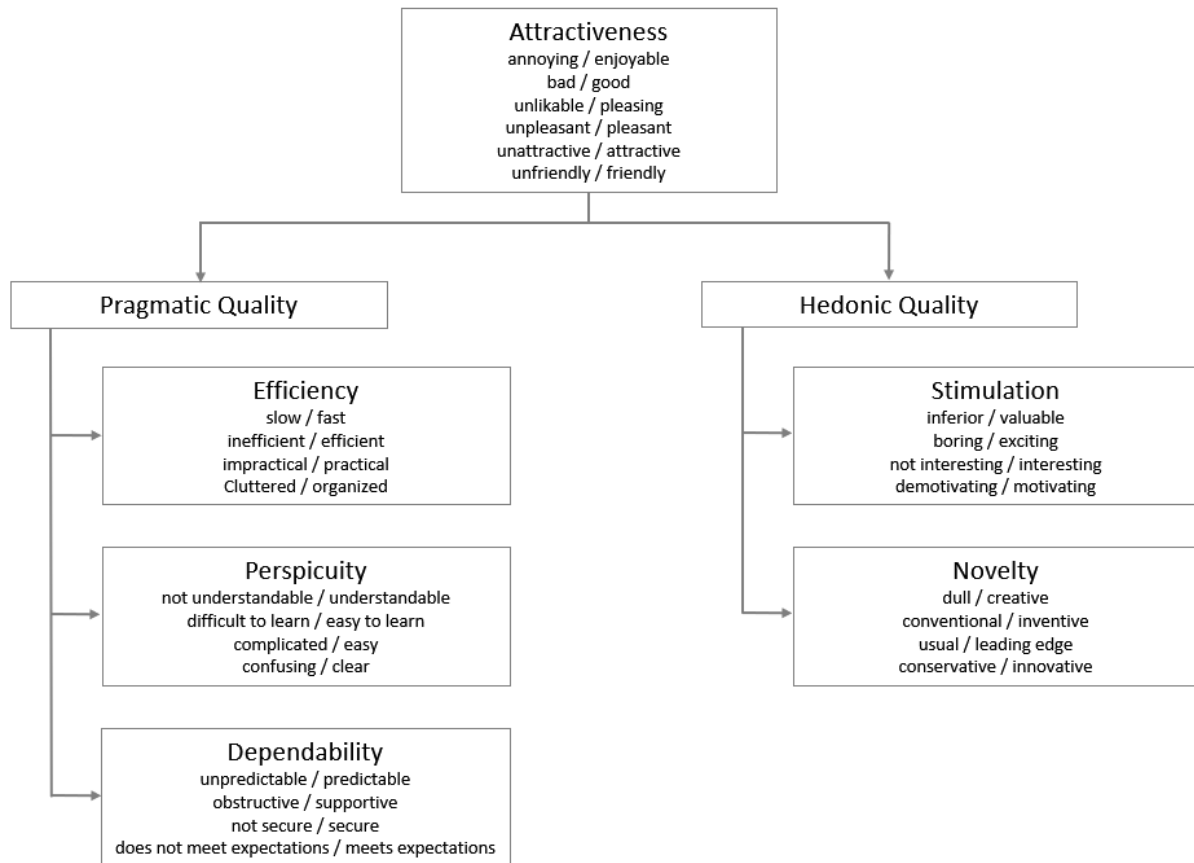 Attractiveness
annoying / enjoyable
bad / good
unlikable / pleasing
unpleasant / pleasant
unattractive / attractive
unfriendly / friendly
Pragmatic Quality
Hedonic Quality
Efficiency
slow / fast
inefficient / efficient
impractical / practical
Cluttered / organized
Stimulation
inferior / valuable
boring / exciting
not interesting / interesting
demotivating / motivating
Perspicuity
not understandable / understandable
difficult to learn / easy to learn
complicated / easy
confusing / clear
Novelty
dull / creative
conventional / inventive
usual / leading edge
conservative / innovative
Dependability
unpredictable / predictable
obstructive / supportive
not secure / secure
does not meet expectations / meets expectations